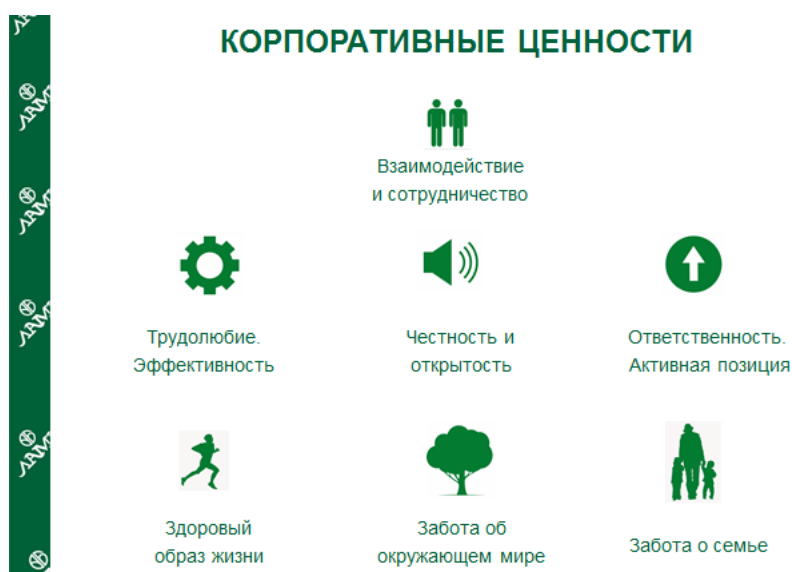 КОРПОРАТИВНЫЕ ЦЕННОСТИ
Взаимодействие
и сотрудничество
Трудолюбие.
Эффективность
Честность и
открытость
Ответственность.
Активная позиция
Здоровый
образ жизни
Забота об
окружающем мире
Забота о семье